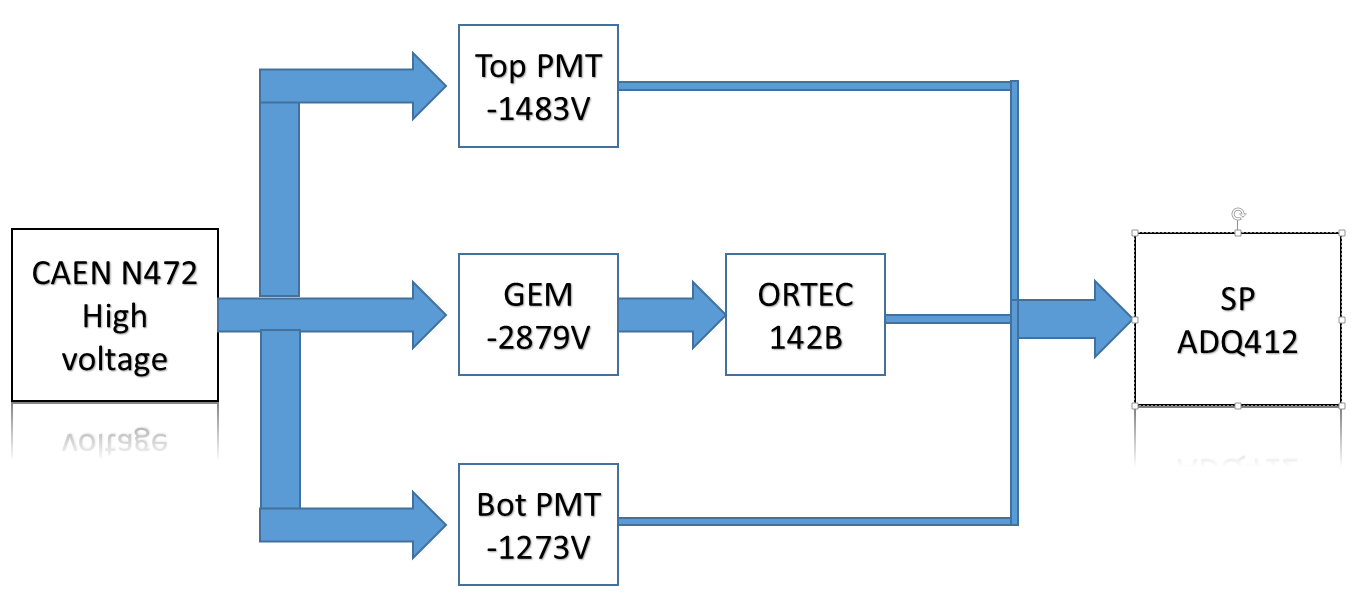 Top PMT
-1483V
CAEN N472
High
voltage
GEM
-2879V
ORTEC
142B
SP
ADQ412
Bot PMT
-1273V